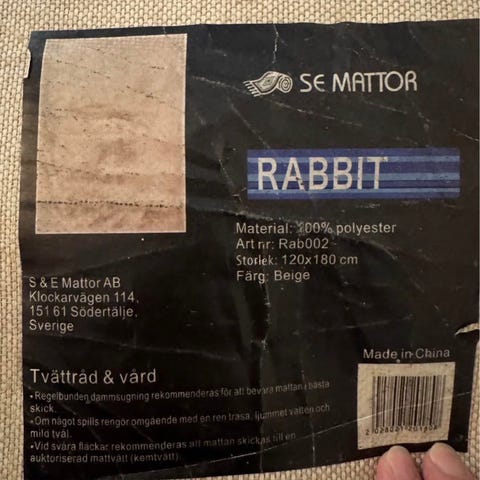 SE MATTOR
RABBIT
Material: 100% polyester
Art nr: Rab002
Storlek: 120x180 cm
Färg: Beige
S & E Mattor AB
Klockarvägen 114,
151 61 Södertälje,
Sverige
Made in China
Tvättråd & vård
•Regelbunden dammsugning rekommenderas för att bevara mattan i bästa
skick.
•Om något spills rengör omgående med en ren trasa, ljummet vatten och
mild tvål.
•Vid svåra fläckar rekommenderas att mattan skickas till en
auktoriserad mattvätt (kemtvätt).